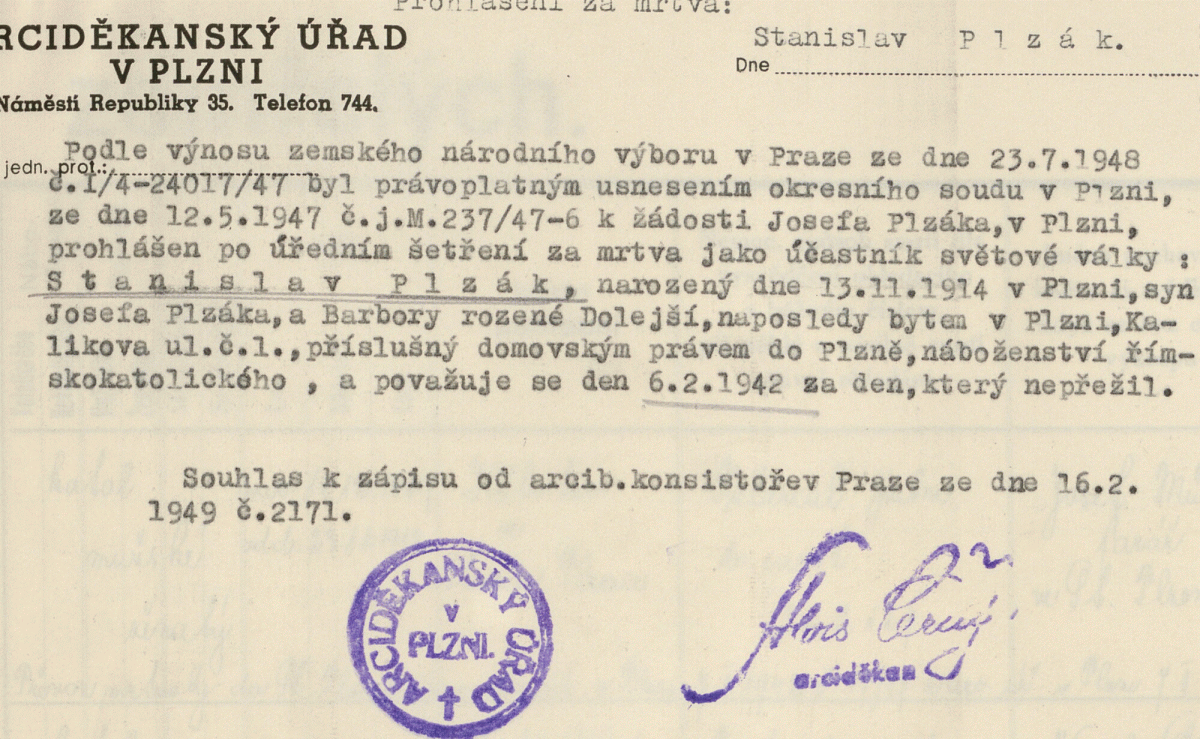 Prohlášení za mrtva:
ARCIDĚKANSKÝ ÚŘAD
V PLZNI
Náměstí Republiky 35. Telefon 744.
Stanislav P l z á k.
Dne
jedn. prot.:
Podle výnosu zemského národního výboru v Praze ze dne 23.7.1948
č.I/4-24017/47 byl právoplatným usnesením okresního soudu v Plzni,
ze dne 12.5.1947 č.j.M.237/47-6 k žádosti Josefa Plzáka,v Plzni,
prohlášen po úředním šetření za mrtva jako účastník světové války :
S t a n i s l a v P l z á k, narozený dne 13.11.1914 v Plzni,syn
Josefa Plzáka,a Barbory rozené Dolejší,naposledy bytem v Plzni,Ka-
likova ul.č.1.,příslušný domovským právem do Plzně,náboženství řím-
skokatolického , a považuje se den 6.2.1942 za den,který nepřežil.
Souhlas k zápisu od arcib.konsistořev Praze ze dne 16.2.
1949 č.2171.
ARCIDĚKANSKÝ ÚŘAD
V
PLZNI.
Alois Černý
arciděkan